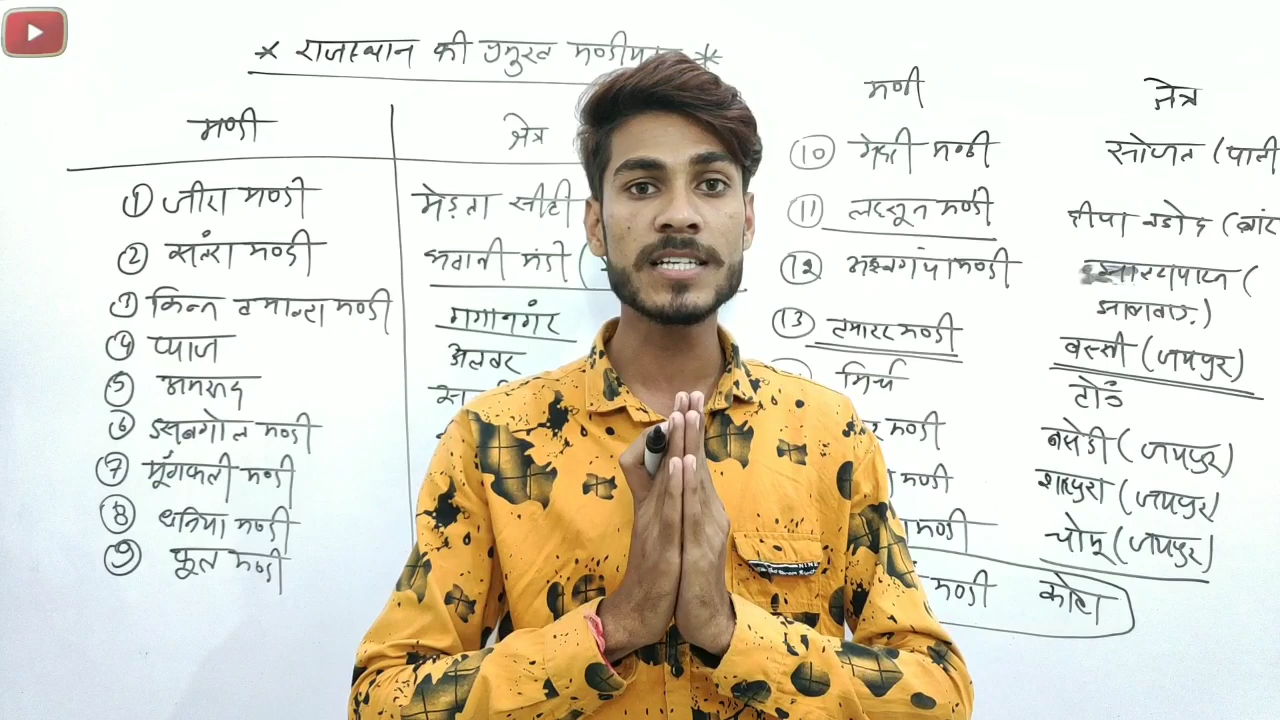 * राजस्थान की प्रमुख मण्डीया *
मण्डी
क्षेत्र
① जीरा मण्डी
मेड़ता सीटी
② संतरा मण्डी
भवानी मंडी (
③ किन्नू व माल्टा मण्डी
गंगानगर
④ प्याज
अलवर
⑤ अमरूद
⑥ इसबगोल मण्डी
⑦ मूँगफली मण्डी
⑧ धनिया मण्डी
⑨ फूल मण्डी
मण्डी
क्षेत्र
⑩ मण्डी
सोजत (पाली
⑪ लहसून मण्डी
छीपा बडोद (बांर
⑫ अश्वगंधा मण्डी
⑬ टमाटर मण्डी
बस्सी (जयपुर)
मिर्च
टोंक
मण्डी
बसेडी (जयपुर)
मण्डी
शाहपुरा (जयपुर
मण्डी
चोमू (जयपुर)
मण्डी
कोटा